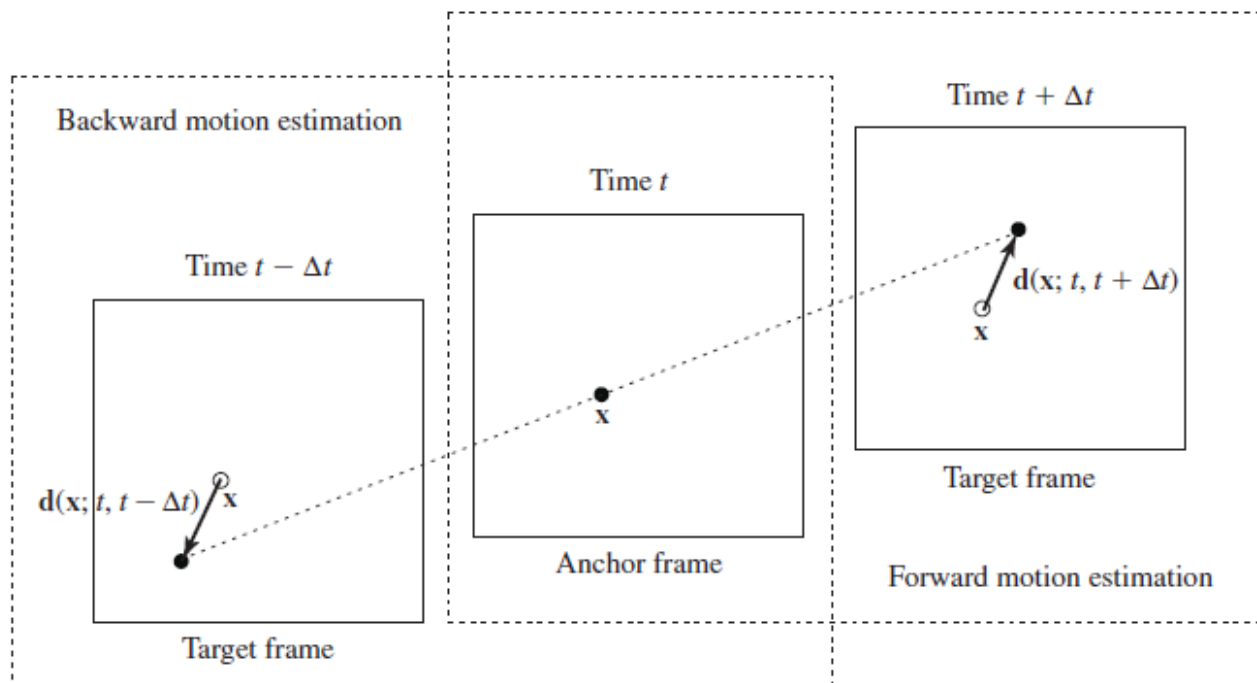 Backward motion estimation
Time t − Δt
d(x; t, t − Δt)
x
Target frame
Time t
x
Anchor frame
Time t + Δt
d(x; t, t + Δt)
x
Target frame
Forward motion estimation